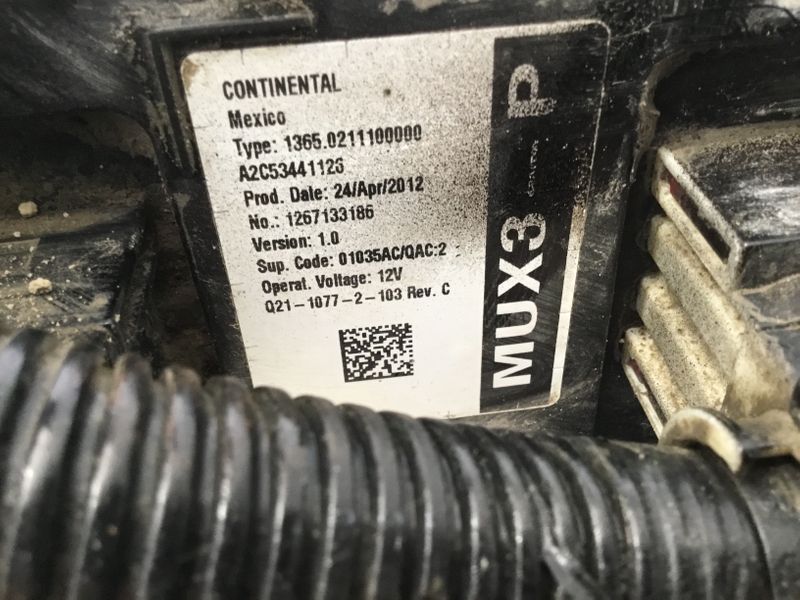 CONTINENTAL
Mexico
Type: 1365.0211100000
A2C53441123
Prod. Date: 24/Apr/2012
No.: 1267133186
Version: 1.0
Sup. Code: 01035AC/QAC:2
Operat. Voltage: 12V
Q21-1077-2-103 Rev. C
MUX3
P